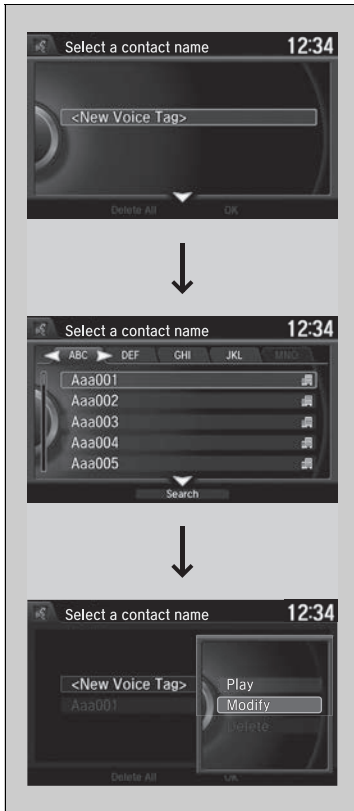 Select a contact name 12:34
<New Voice Tag>
Delete All OK
Select a contact name 12:34
ABC DEF GHI JKL MNO
Aaa001
Aaa002
Aaa003
Aaa004
Aaa005
Search
Select a contact name 12:34
<New Voice Tag>
Aaa001
Play
Modify
Delete
Delete All OK